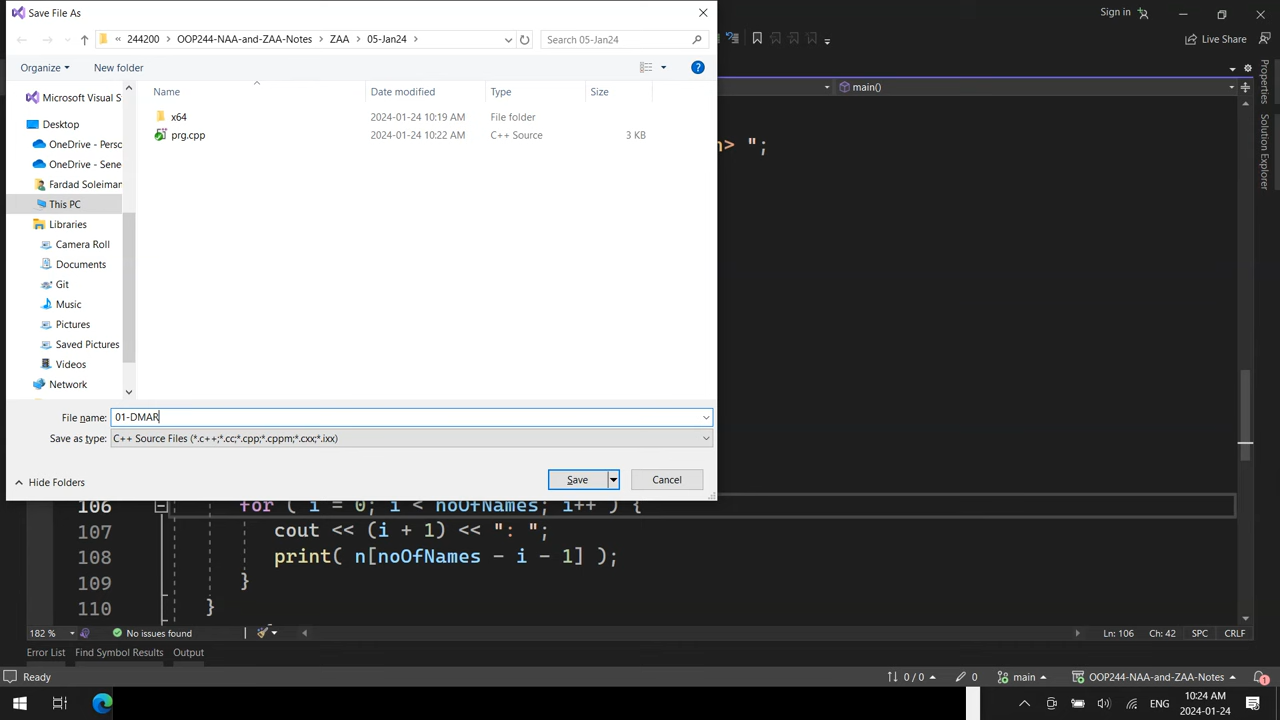 Save File As
Sign in
« 244200 > OOP244-NAA-and-ZAA-Notes > ZAA > 05-Jan24 >
Search 05-Jan24
Live Share
Organize
New folder
?
Name
Date modified
Type
Size
main()
Microsoft Visual S
Desktop
OneDrive - Perso
OneDrive - Sene
Fardad Soleiman
This PC
Libraries
Camera Roll
Documents
Git
Music
Pictures
Saved Pictures
Videos
Network
x64
2024-01-24 10:19 AM
File folder
prg.cpp
2024-01-24 10:22 AM
C++ Source
3 KB
> ";
Properties
Solution Explorer
File name:
01-DMAR
Save as type:
C++ Source Files (*.c++;*.cc;*.cpp;*.cppm;*.cxx;*.ixx)
Hide Folders
Save
Cancel
106 for ( i = 0; i < noOfNames; i++ ) {
107 cout << (i + 1) << ": ";
108 print( n[noOfNames - i - 1] );
109 }
110 }
182 %
No issues found
Ln: 106
Ch: 42
SPC
CRLF
Error List
Find Symbol Results
Output
Ready
0 / 0
0
main
OOP244-NAA-and-ZAA-Notes
1
ENG
10:24 AM
2024-01-24